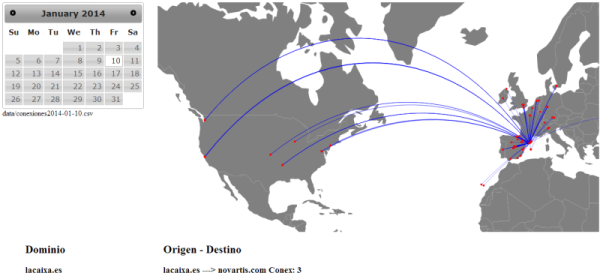 January 2014
Su Mo Tu We Th Fr Sa
1 2 3 4
5 6 7 8 9 10 11
12 13 14 15 16 17 18
19 20 21 22 23 24 25
26 27 28 29 30 31
data/conexiones2014-01-10.csv
Dominio Origen - Destino
lacaixa.es lacaixa.es ---> novartis.com Conex: 3